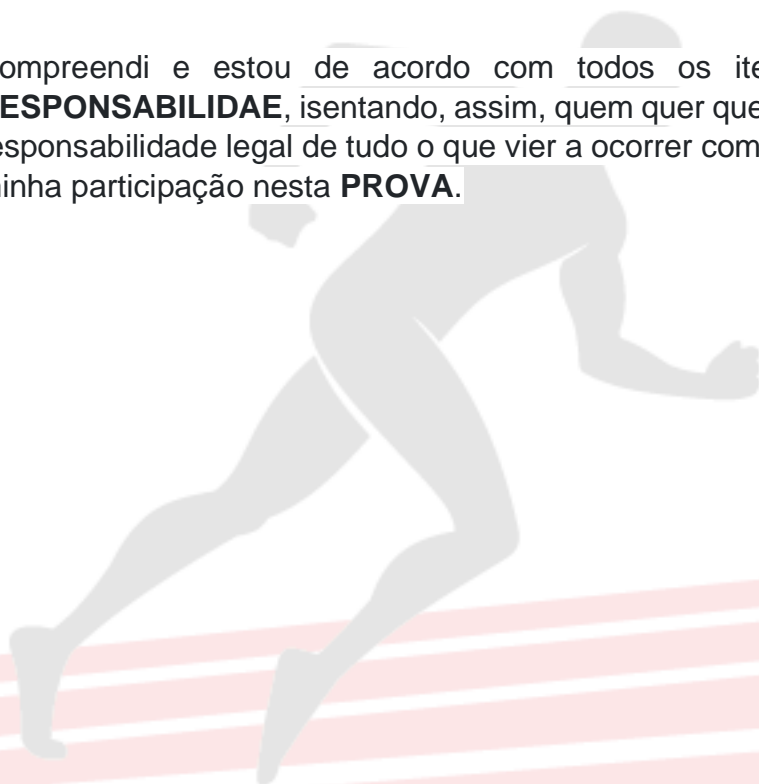 ompreendi e estou de acordo com todos os ite
ESPONSABILIDAE, isentando, assim, quem quer que
esponsabilidade legal de tudo o que vier a ocorrer com
inha participação nesta PROVA.